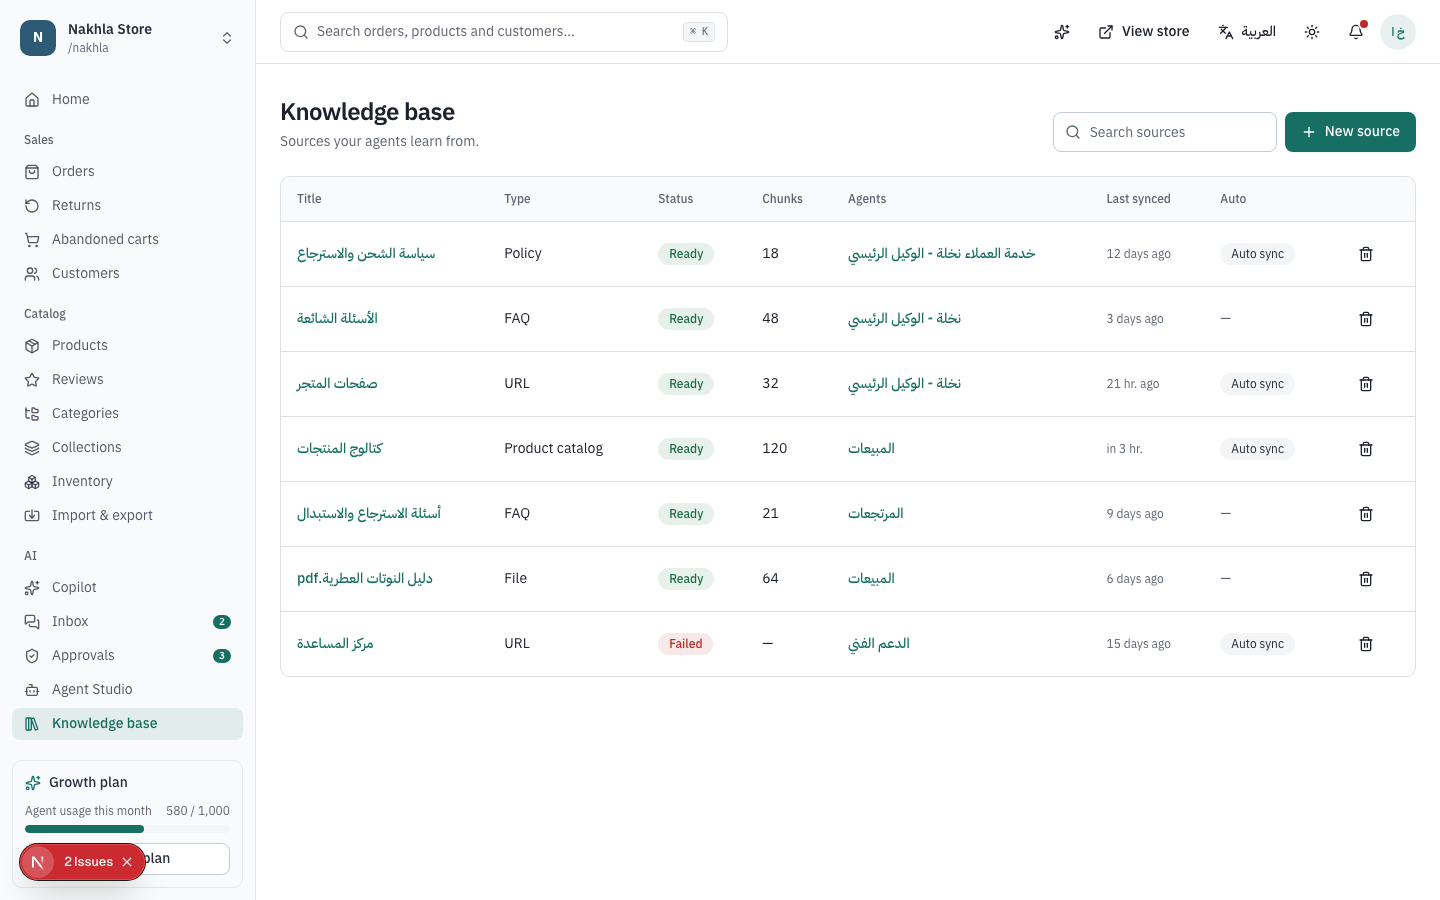 N
Nakhla Store
/nakhla
Home
Sales
Orders
Returns
Abandoned carts
Customers
Catalog
Products
Reviews
Categories
Collections
Inventory
Import & export
AI
Copilot
Inbox 2
Approvals 3
Agent Studio
Knowledge base
Growth plan
Agent usage this month 580 / 1,000
plan
2 Issues
Search orders, products and customers... ⌘ K
View store
العربية
خ ا
Knowledge base
Sources your agents learn from.
Search sources
New source
Title Type Status Chunks Agents Last synced Auto
سياسة الشحن والاسترجاع Policy Ready 18 خدمة العملاء نخلة - الوكيل الرئيسي 12 days ago Auto sync
الأسئلة الشائعة FAQ Ready 48 نخلة - الوكيل الرئيسي 3 days ago —
صفحات المتجر URL Ready 32 نخلة - الوكيل الرئيسي 21 hr. ago Auto sync
كتالوج المنتجات Product catalog Ready 120 المبيعات in 3 hr. Auto sync
أسئلة الاسترجاع والاستبدال FAQ Ready 21 المرتجعات 9 days ago —
دليل النوتات العطرية.pdf File Ready 64 المبيعات 6 days ago —
مركز المساعدة URL Failed — الدعم الفني 15 days ago Auto sync